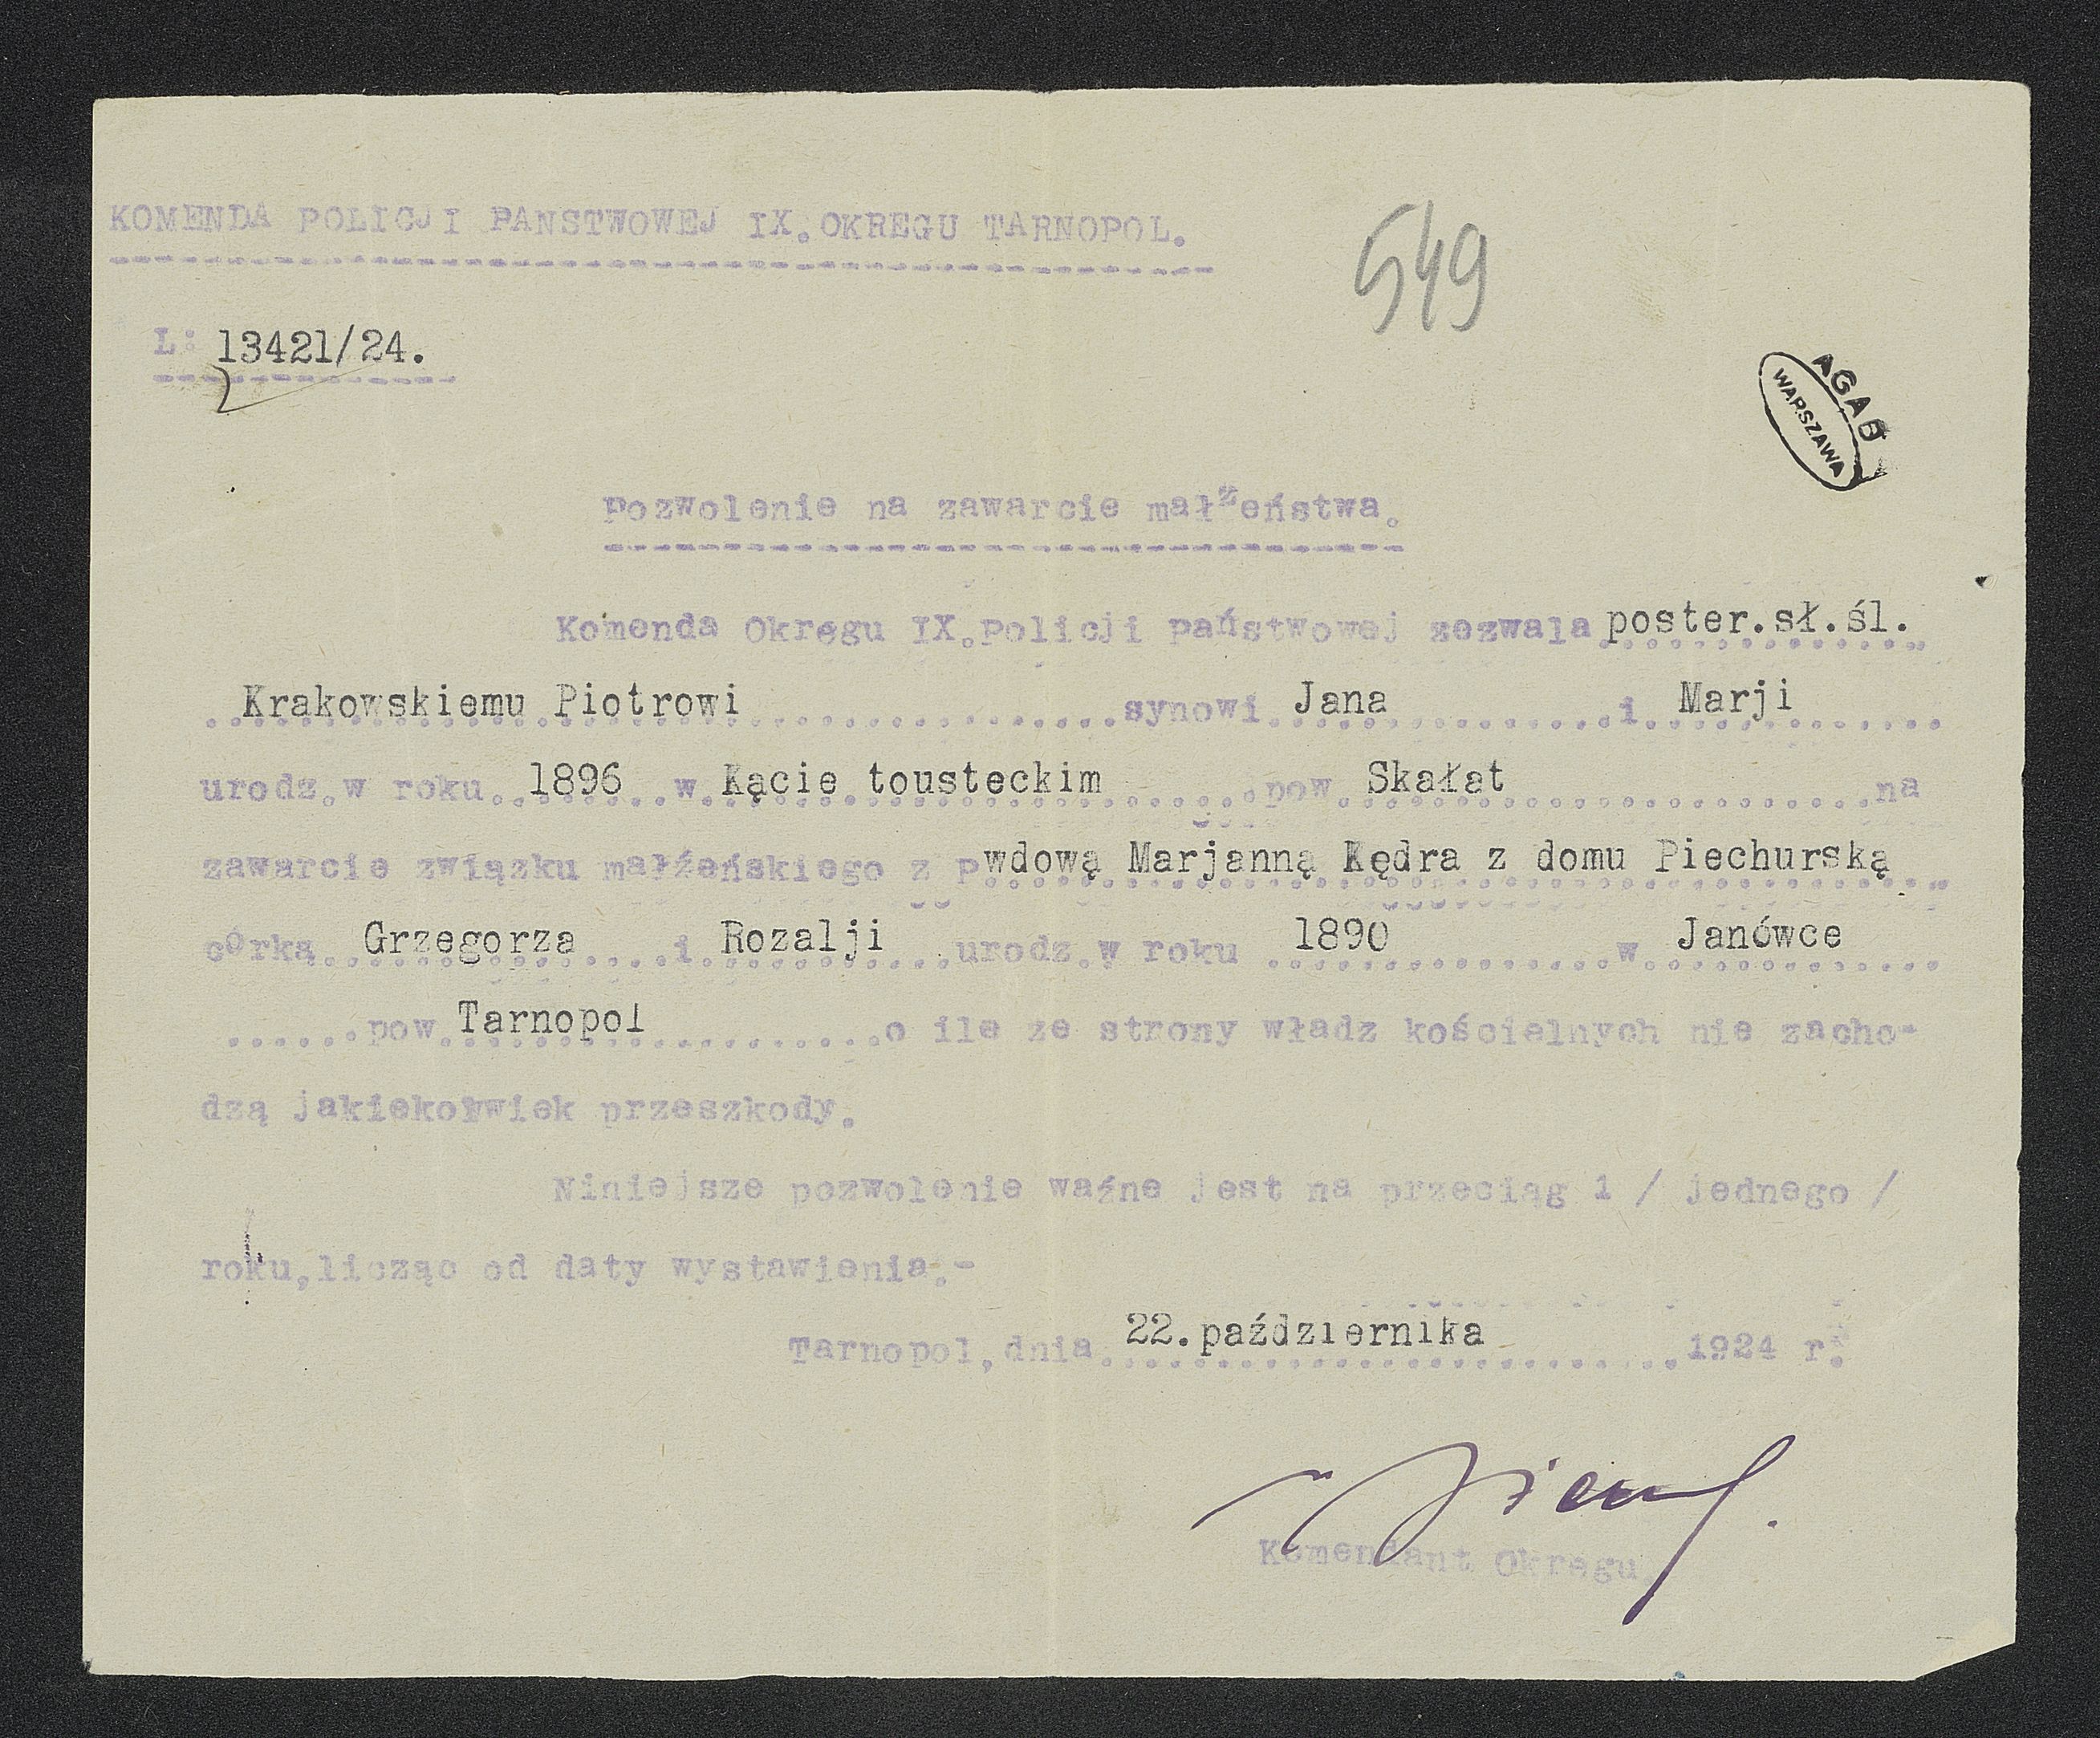 KOMENDA POLICJI PANSTWOWEJ IX. OKREGU TARNOPOL.
549
L: 13421/24.
AGAD
WARSZAWA
Pozwolenie na zawarcie małżeństwa.
Komenda Okręgu IX.policji państwowej zezwala poster.sł.śl.
Krakowskiemu Piotrowi synowi Jana i Marji
urodz.w roku 1896 w Kącie tousteckim pow. Skałat na
zawarcie związku małźeńskiego z p wdową Marjanną Kędra z domu Piechurską
córką Grzegorza i Rozalji urodz.w roku 1890 w Janówce
pow. Tarnopol o ile ze strony władz kościelnych nie zacho-
dzą jakiekolwiek przeszkody.
Niniejsze pozwolenie waźne jest na przeciąg 1 / jednego /
roku,licząc od daty wystawienia.-
Tarnopol,dnia 22.października 1924 r.
Komendant Okręgu